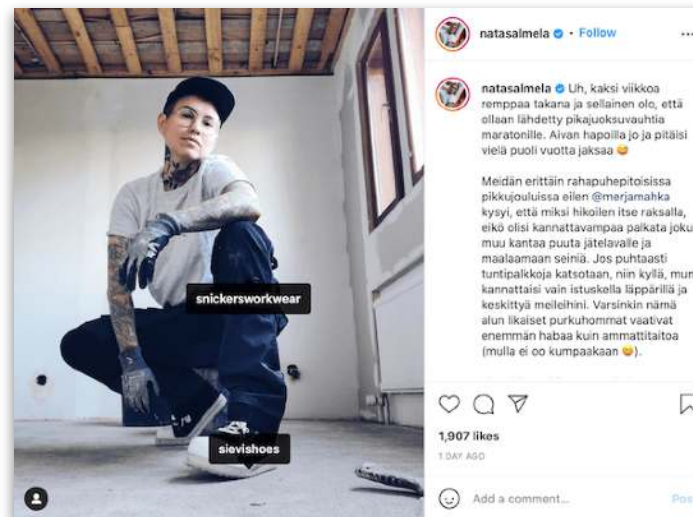 natasalmela • Follow
natasalmela Uh, kaksi viikkoa
remppaa takana ja sellainen olo, että
ollaan lähdetty pikajuoksuvauhtia
maratonille. Aivan hapoilla jo ja pitäisi
vielä puoli vuotta jaksaa 😅
Meidän erittäin rahapuhepitoisissa
pikkujouluissa eilen @merjamahka
kysyi, että miksi hikoilen itse raksalla,
eikö olisi kannattavampaa palkata joku
muu kantaa puuta jätelavalle ja
maalaamaan seiniä. Jos puhtaasti
tuntipalkkoja katsotaan, niin kyllä, mun
kannattaisi vain istuskella läppärillä ja
keskittyä meileihini. Varsinkin nämä
alun likaiset purkuhommat vaativat
enemmän habaa kuin ammattitaitoa
(mulla ei oo kumpaakaan 😅).
snickersworkwear
sievishoes
1,907 likes
1 DAY AGO
Add a comment...
Pos